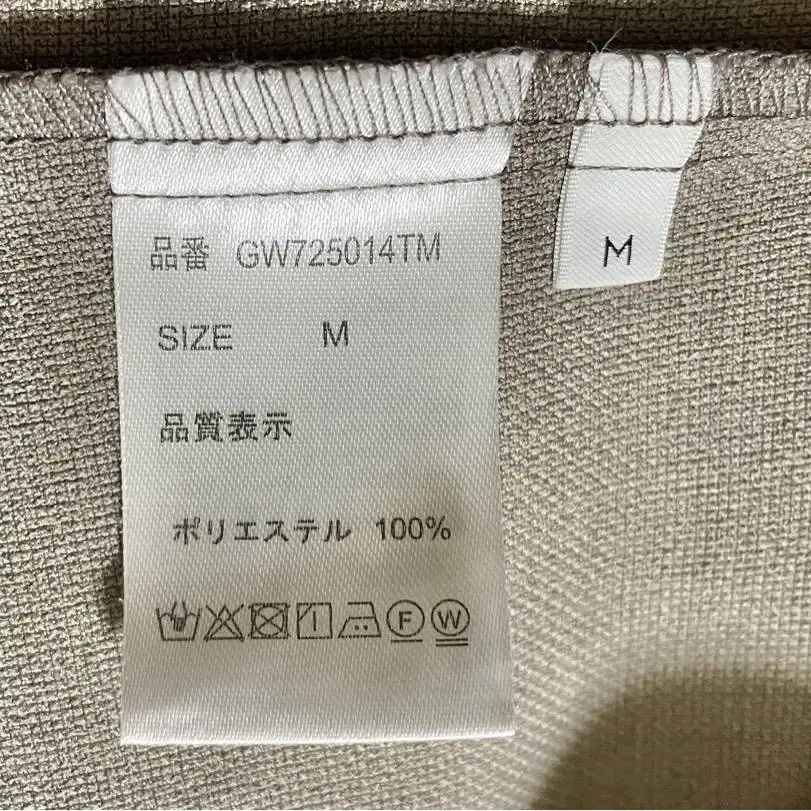 品番 GW725014TM
SIZE M
品質表示
ポリエステル 100%
F W
M